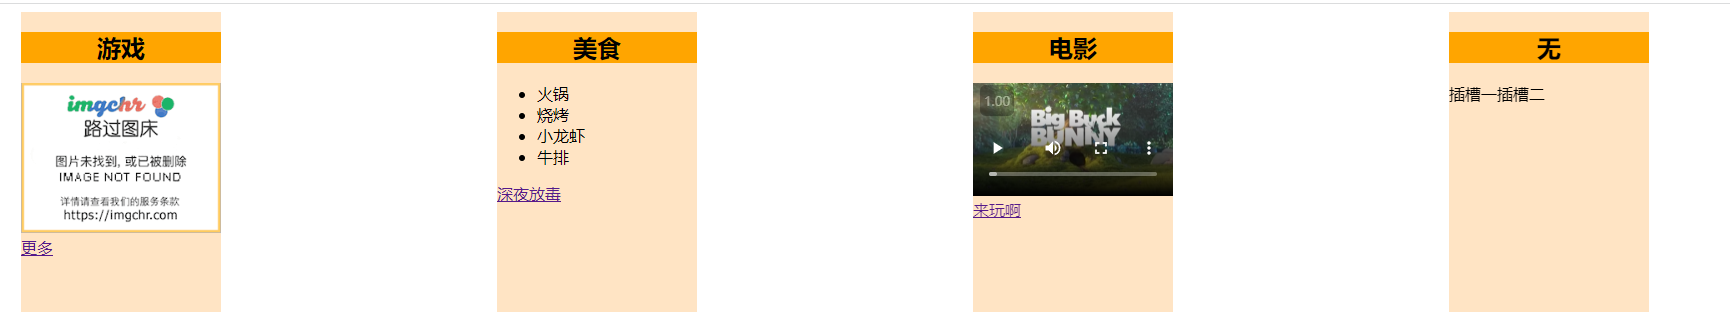 游戏
imgchr
路过图床
图片未找到, 或已被删除
IMAGE NOT FOUND
详情请查看我们的服务条款
https://imgchr.com
更多
美食
火锅
烧烤
小龙虾
牛排
深夜放毒
电影
1.00
Big Buck
BUNNY
来玩啊
无
插槽一插槽二